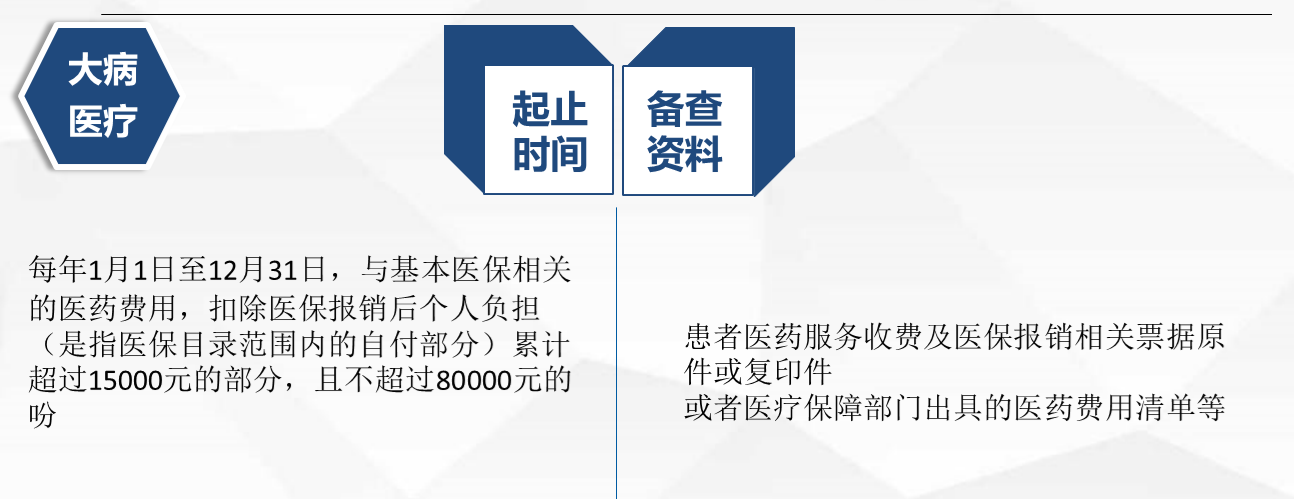 大病
医疗
起止
时间
备查
资料
每年1月1日至12月31日，与基本医保相关
的医药费用，扣除医保报销后个人负担
（是指医保目录范围内的自付部分）累计
超过15000元的部分，且不超过80000元的
吩
患者医药服务收费及医保报销相关票据原
件或复印件
或者医疗保障部门出具的医药费用清单等